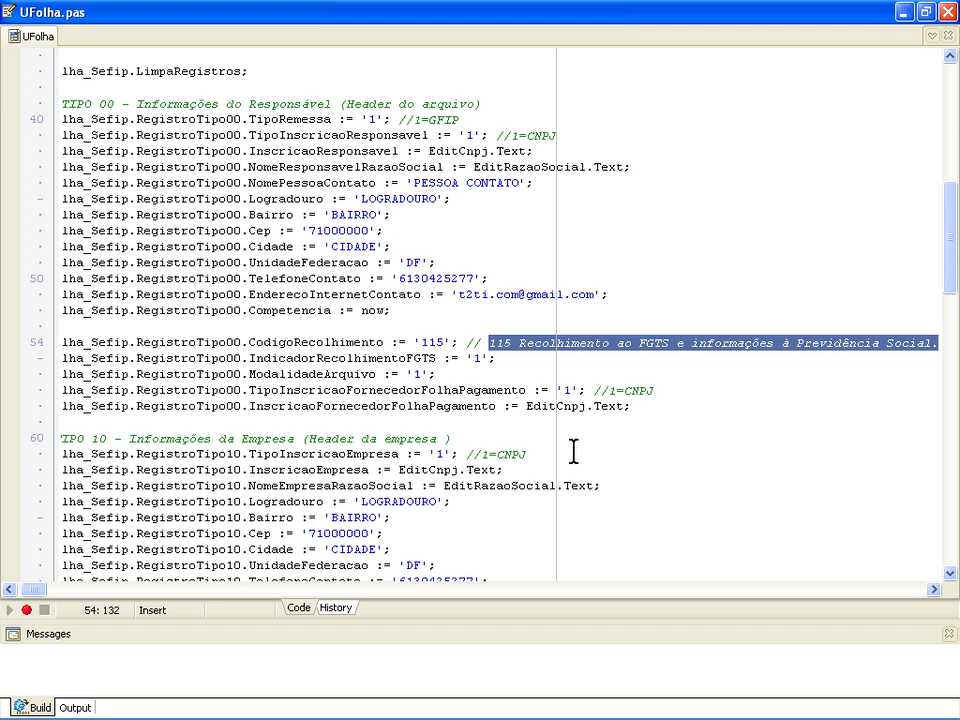 UFolha.pas
UFolha
lha_Sefip.LimpaRegistros;
TIPO 00 - Informações do Responsável (Header do arquivo)
40 lha_Sefip.RegistroTipo00.TipoRemessa := '1'; //1=GFIP
lha_Sefip.RegistroTipo00.TipoInscricaoResponsavel := '1'; //1=CNPJ
lha_Sefip.RegistroTipo00.InscricaoResponsavel := EditCnpj.Text;
lha_Sefip.RegistroTipo00.NomeResponsavelRazaoSocial := EditRazaoSocial.Text;
lha_Sefip.RegistroTipo00.NomePessoaContato := 'PESSOA CONTATO';
lha_Sefip.RegistroTipo00.Logradouro := 'LOGRADOURO';
lha_Sefip.RegistroTipo00.Bairro := 'BAIRRO';
lha_Sefip.RegistroTipo00.Cep := '71000000';
lha_Sefip.RegistroTipo00.Cidade := 'CIDADE';
lha_Sefip.RegistroTipo00.UnidadeFederacao := 'DF';
50 lha_Sefip.RegistroTipo00.TelefoneContato := '6130425277';
lha_Sefip.RegistroTipo00.EnderecoInternetContato := 't2ti.com@gmail.com';
lha_Sefip.RegistroTipo00.Competencia := now;
54 lha_Sefip.RegistroTipo00.CodigoRecolhimento := '115'; // 115 Recolhimento ao FGTS e informações à Previdência Social.
lha_Sefip.RegistroTipo00.IndicadorRecolhimentoFGTS := '1';
lha_Sefip.RegistroTipo00.ModalidadeArquivo := '1';
lha_Sefip.RegistroTipo00.TipoInscricaoFornecedorFolhaPagamento := '1'; //1=CNPJ
lha_Sefip.RegistroTipo00.InscricaoFornecedorFolhaPagamento := EditCnpj.Text;
60 TIPO 10 - Informações da Empresa (Header da empresa )
lha_Sefip.RegistroTipo10.TipoInscricaoEmpresa := '1'; //1=CNPJ
lha_Sefip.RegistroTipo10.InscricaoEmpresa := EditCnpj.Text;
lha_Sefip.RegistroTipo10.NomeEmpresaRazaoSocial := EditRazaoSocial.Text;
lha_Sefip.RegistroTipo10.Logradouro := 'LOGRADOURO';
lha_Sefip.RegistroTipo10.Bairro := 'BAIRRO';
lha_Sefip.RegistroTipo10.Cep := '71000000';
lha_Sefip.RegistroTipo10.Cidade := 'CIDADE';
lha_Sefip.RegistroTipo10.UnidadeFederacao := 'DF';
lha_Sefip.RegistroTipo10.TelefoneContato := '6130425277';
54: 132 Insert Code History
Messages
Build Output